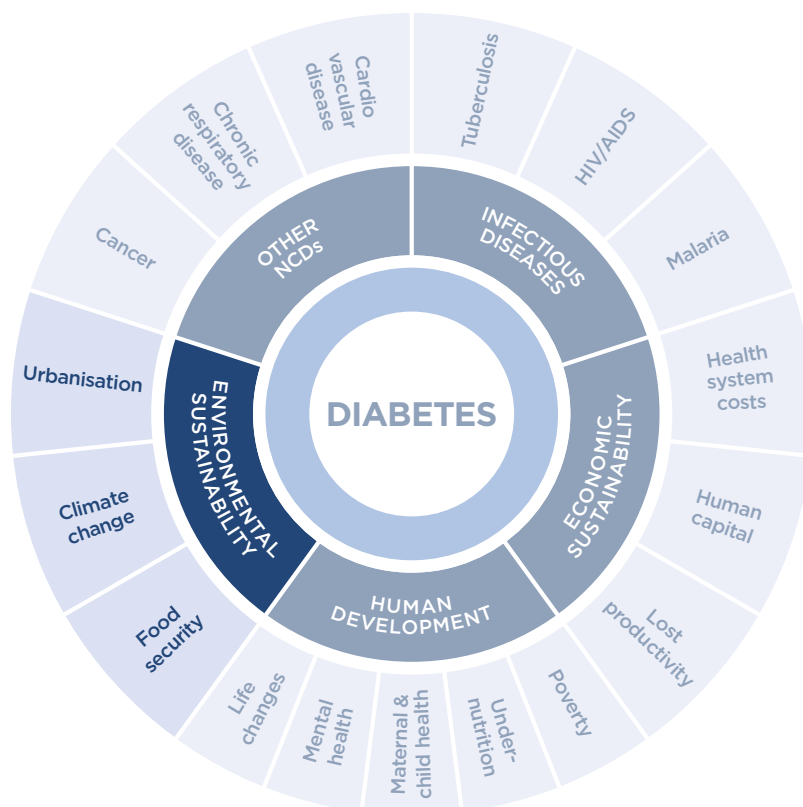 DIABETES
OTHER
NCDs
INFECTIOUS
DISEASES
ECONOMIC
SUSTAINABILITY
HUMAN
DEVELOPMENT
ENVIRONMENTAL
SUSTAINABILITY
Tuberculosis
HIV/AIDS
Malaria
Health
system
costs
Human
capital
Lost
productivity
Poverty
Under-
nutrition
Maternal &
child health
Mental
health
Life
changes
Food
security
Climate
change
Urbanisation
Cancer
Chronic
respiratory
disease
Cardio
vascular
disease